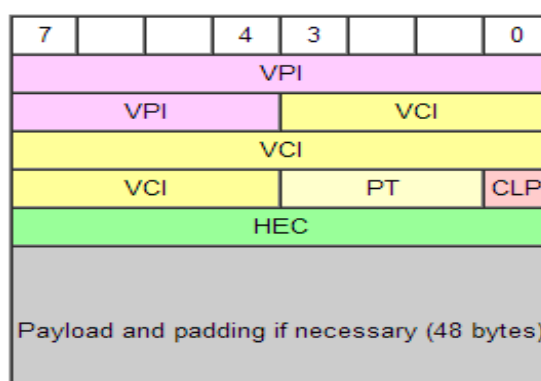 7 4 3 0
VPI
VPI VCI
VCI
VCI PT CLP
HEC
Payload and padding if necessary (48 bytes)